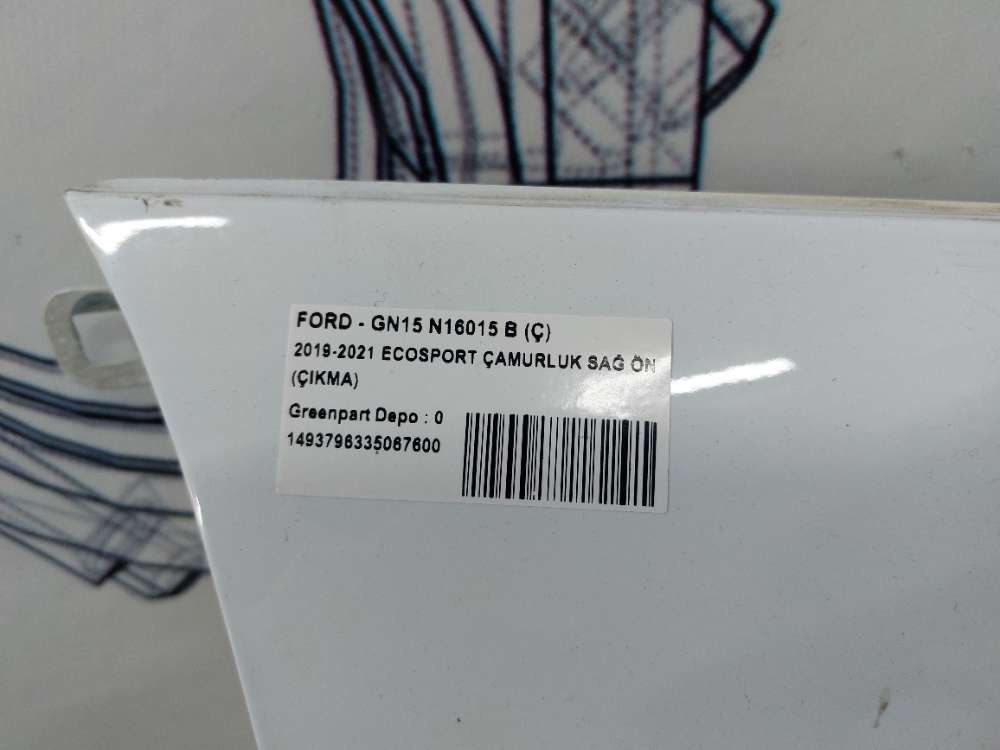 FORD - GN15 N16015 B (Ç)
2019-2021 ECOSPORT ÇAMURLUK SAĞ ÖN
(ÇIKMA)
Greenpart Depo : 0
1493796335067600